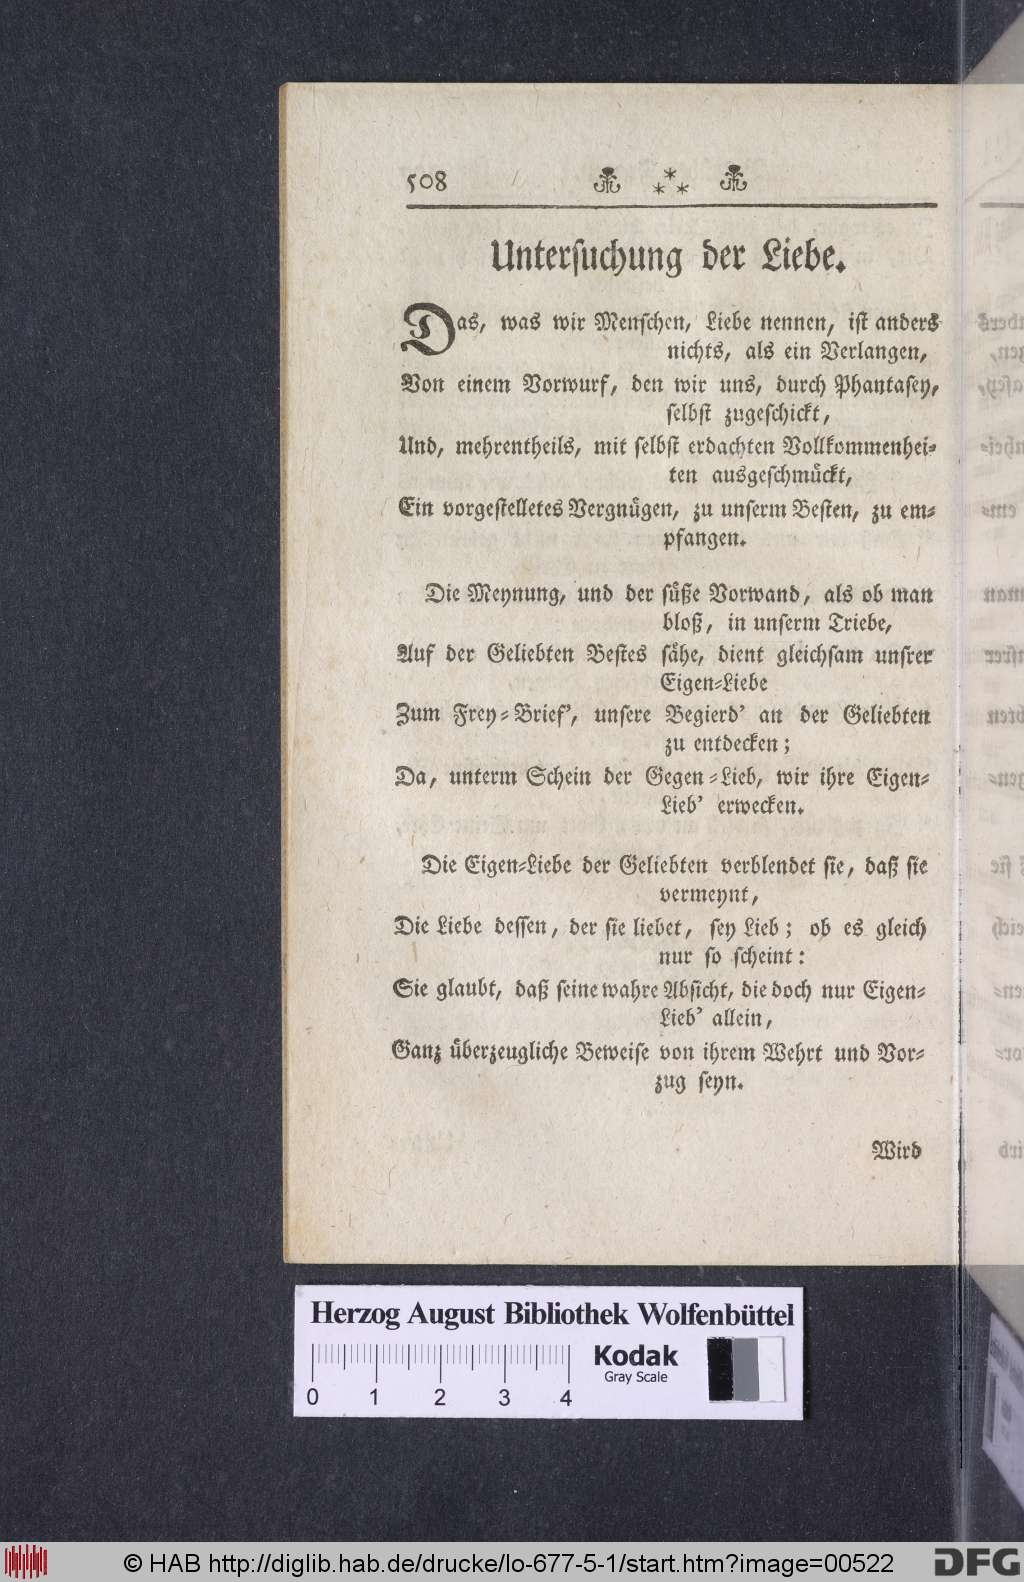 508
Unterſuchung der Liebe.
Das, was wir Menſchen, Liebe nennen, iſt anders
nichts, als ein Verlangen,
Von einem Vorwurf, den wir uns, durch Phantaſey,
ſelbſt zugeſchickt,
Und, mehrentheils, mit ſelbſt erdachten Vollkommenhei-
ten ausgeſchmückt,
Ein vorgeſtelletes Vergnügen, zu unſerm Beſten, zu em-
pfangen.
Die Meynung, und der ſüße Vorwand, als ob man
bloß, in unſerm Triebe,
Auf der Geliebten Beſtes ſähe, dient gleichſam unſrer
Eigen-Liebe
Zum Frey-Brief', unſere Begierd' an der Geliebten
zu entdecken;
Da, unterm Schein der Gegen-Lieb, wir ihre Eigen-
Lieb' erwecken.
Die Eigen-Liebe der Geliebten verblendet ſie, daß ſie
vermeynt,
Die Liebe deſſen, der ſie liebet, ſey Lieb; ob es gleich
nur ſo ſcheint:
Sie glaubt, daß ſeine wahre Abſicht, die doch nur Eigen-
Lieb' allein,
Ganz überzeugliche Beweiſe von ihrem Wehrt und Vor-
zug ſeyn.
Wird
Herzog August Bibliothek Wolfenbüttel
Kodak
Gray Scale
0 1 2 3 4
© HAB http://diglib.hab.de/drucke/lo-677-5-1/start.htm?image=00522
DFG